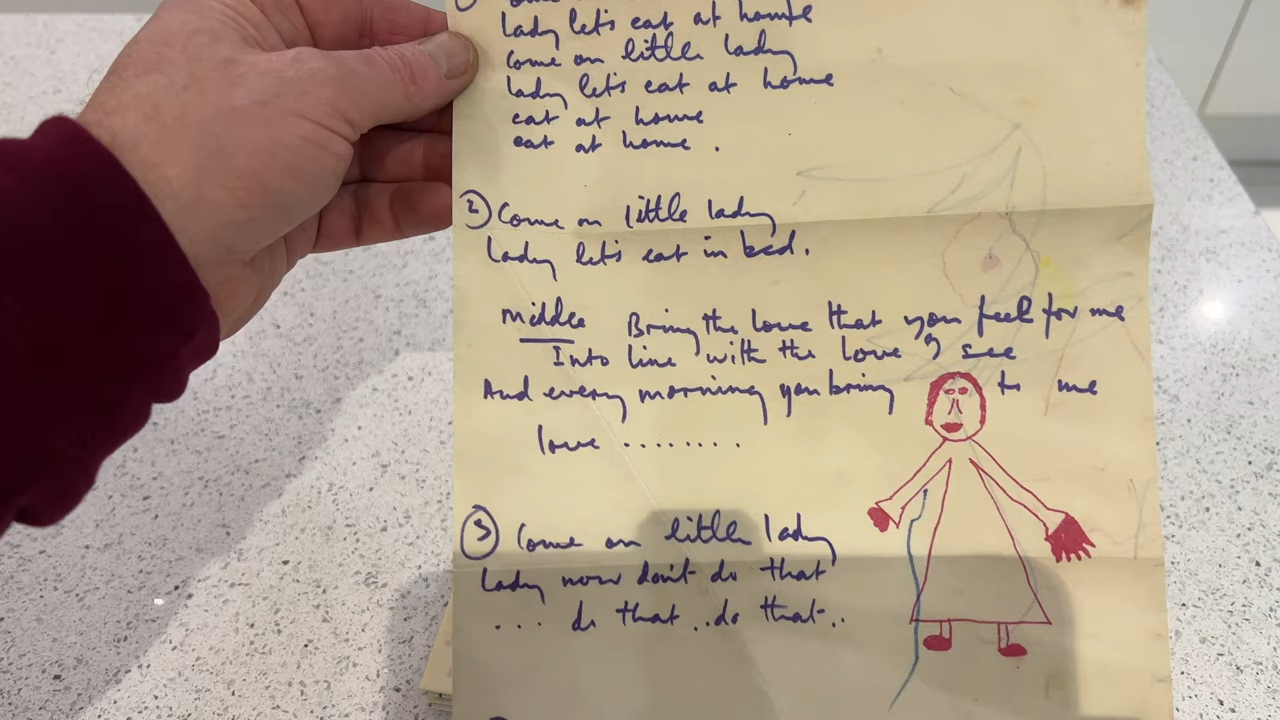 ①
lady let's eat at home
come on little lady
lady let's eat at home
eat at home
eat at home .
② Come on little lady
Lady let's eat in bed.
middle Bring the love that you feel for me
Into line with the love I see
And every morning you bring to me
love ........
③ Come on little lady
Lady now don't do that
... do that .. do that ..